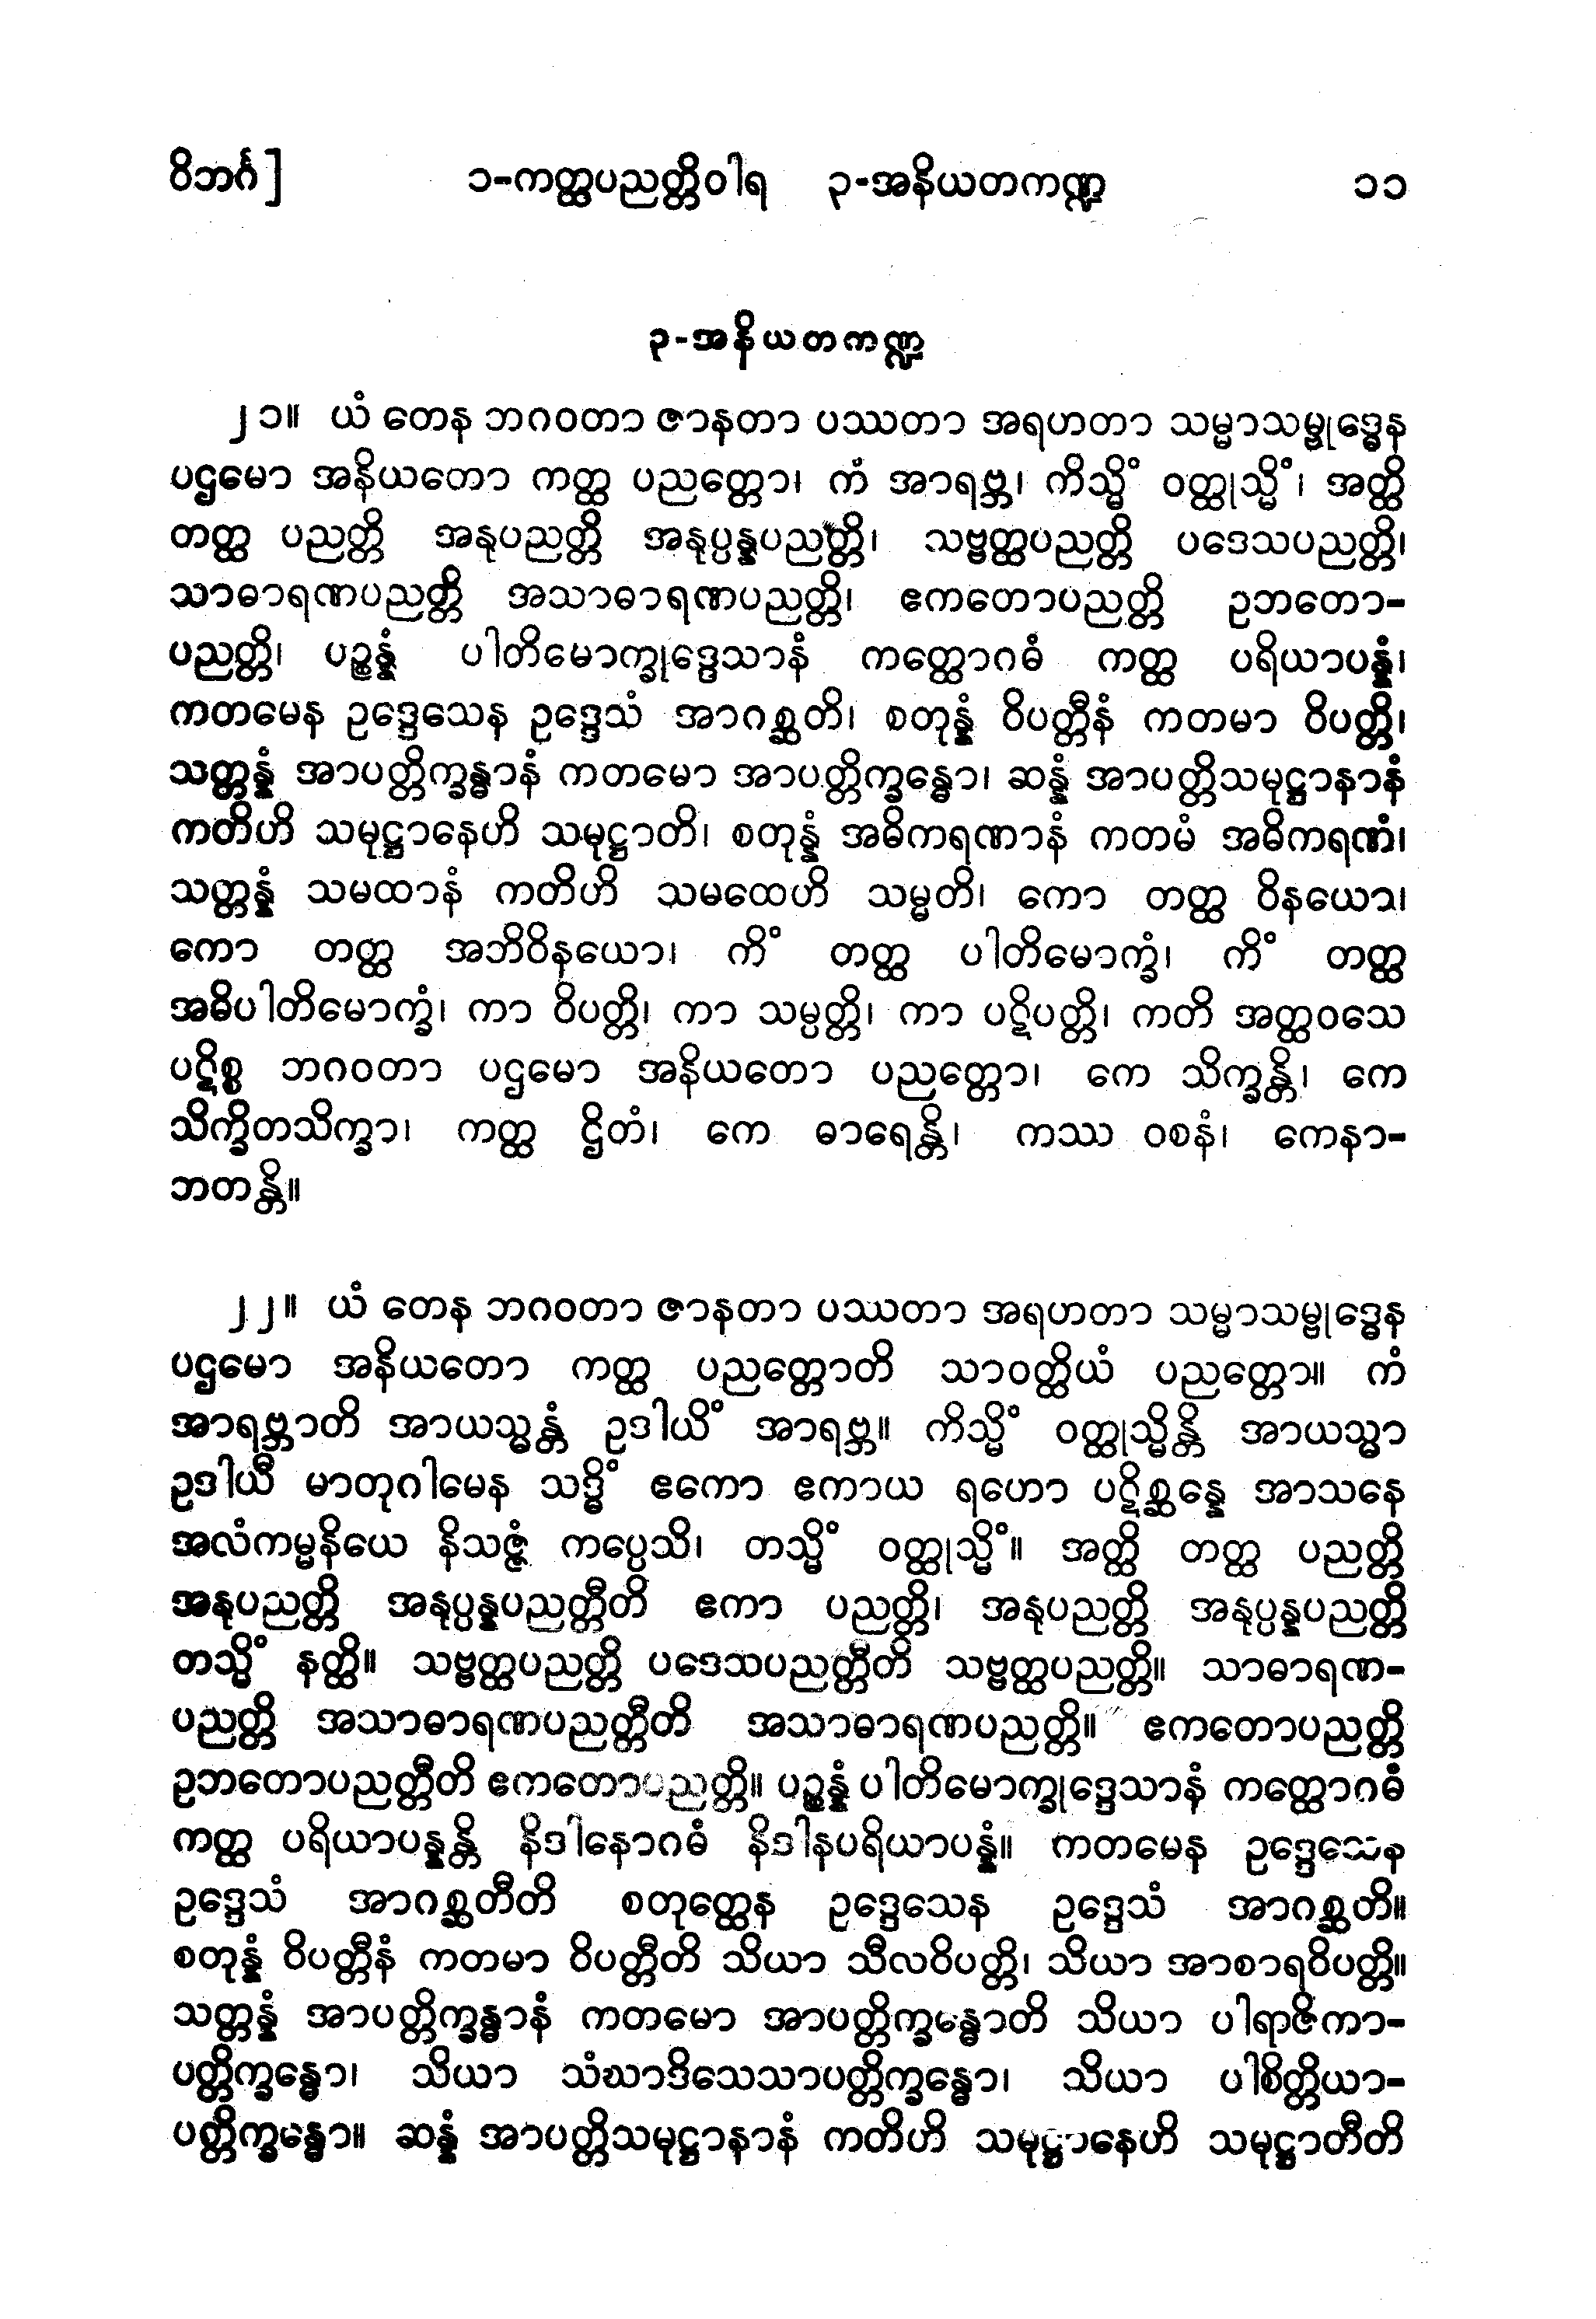 ဝိဘင်္ဂ]	၁-ကတ္ထပညတ္တိဝါရ ၃-အနိယတကဏ္ဍ	၁၁
၃-အနိယတကဏ္ဍ
၂၁။ ယံ တေန ဘဂဝတာ ဇာနတာ ပဿတာ အရဟတာ သမ္မာသမ္ဗုဒ္ဓေန
ပဌမော အနိယတော ကတ္ထ ပညတ္တော၊ ကံ အာရဗ္ဘ၊ ကိသ္မိံ ဝတ္ထုသ္မိံ၊ အတ္ထိ
တတ္ထ ပညတ္တိ အနုပညတ္တိ အနုပ္ပန္နပညတ္တိ၊ သဗ္ဗတ္ထပညတ္တိ ပဒေသပညတ္တိ၊
သာဓာရဏပညတ္တိ အသာဓာရဏပညတ္တိ၊ ဧကတောပညတ္တိ ဥဘတော-
ပညတ္တိ၊ ပဉ္စန္နံ ပါတိမောက္ခုဒ္ဒေသာနံ ကတ္ထောဂဓံ ကတ္ထ ပရိယာပန္နံ၊
ကတမေန ဥဒ္ဒေသေန ဥဒ္ဒေသံ အာဂစ္ဆတိ၊ စတုန္နံ ဝိပတ္တီနံ ကတမာ ဝိပတ္တိ၊
သတ္တန္နံ အာပတ္တိက္ခန္ဓာနံ ကတမော အာပတ္တိက္ခန္ဓော၊ ဆန္နံ အာပတ္တိသမုဋ္ဌာနာနံ
ကတိဟိ သမုဋ္ဌာနေဟိ သမုဋ္ဌာတိ၊ စတုန္နံ အဓိကရဏာနံ ကတမံ အဓိကရဏံ၊
သတ္တန္နံ သမထာနံ ကတိဟိ သမထေဟိ သမ္မတိ၊ ကော တတ္ထ ဝိနယော၊
ကော တတ္ထ အဘိဝိနယော၊ ကိံ တတ္ထ ပါတိမောက္ခံ၊ ကိံ တတ္ထ
အဓိပါတိမောက္ခံ၊ ကာ ဝိပတ္တိ၊ ကာ သမ္ပတ္တိ၊ ကာ ပဋိပတ္တိ၊ ကတိ အတ္ထဝသေ
ပဋိစ္စ ဘဂဝတာ ပဌမော အနိယတော ပညတ္တော၊ ကေ သိက္ခန္တိ၊ ကေ
သိက္ခိတသိက္ခာ၊ ကတ္ထ ဌိတံ၊ ကေ ဓာရေန္တိ၊ ကဿ ဝစနံ၊ ကေနာ-
ဘတန္တိ။
၂၂။ ယံ တေန ဘဂဝတာ ဇာနတာ ပဿတာ အရဟတာ သမ္မာသမ္ဗုဒ္ဓေန
ပဌမော အနိယတော ကတ္ထ ပညတ္တောတိ သာဝတ္ထိယံ ပညတ္တော။ ကံ
အာရဗ္ဘာတိ အာယသ္မန္တံ ဥဒါယိံ အာရဗ္ဘ။ ကိသ္မိံ ဝတ္ထုသ္မိန္တိ အာယသ္မာ
ဥဒါယီ မာတုဂါမေန သဒ္ဓိံ ဧကော ဧကာယ ရဟော ပဋိစ္ဆန္နေ အာသနေ
အလံကမ္မနိယေ နိသဇ္ဇံ ကပ္ပေသိ၊ တသ္မိံ ဝတ္ထုသ္မိံ။ အတ္ထိ တတ္ထ ပညတ္တိ
အနုပညတ္တိ အနုပ္ပန္နပညတ္တီတိ ဧကာ ပညတ္တိ၊ အနုပညတ္တိ အနုပ္ပန္နပညတ္တိ
တသ္မိံ နတ္ထိ။ သဗ္ဗတ္ထပညတ္တိ ပဒေသပညတ္တီတိ သဗ္ဗတ္ထပညတ္တိ။ သာဓာရဏ-
ပညတ္တိ အသာဓာရဏပညတ္တီတိ အသာဓာရဏပညတ္တိ။ ဧကတောပညတ္တိ
ဥဘတောပညတ္တီတိ ဧကတောပညတ္တိ။ ပဉ္စန္နံ ပါတိမောက္ခုဒ္ဒေသာနံ ကတ္ထောဂဓံ
ကတ္ထ ပရိယာပန္နန္တိ နိဒါနောဂဓံ နိဒါနပရိယာပန္နံ။ ကတမေန ဥဒ္ဒေသေန
ဥဒ္ဒေသံ အာဂစ္ဆတီတိ စတုတ္ထေန ဥဒ္ဒေသေန ဥဒ္ဒေသံ အာဂစ္ဆတိ။
စတုန္နံ ဝိပတ္တီနံ ကတမာ ဝိပတ္တီတိ သိယာ သီလဝိပတ္တိ၊ သိယာ အာစာရဝိပတ္တိ။
သတ္တန္နံ အာပတ္တိက္ခန္ဓာနံ ကတမော အာပတ္တိက္ခန္ဓောတိ သိယာ ပါရာဇိကာ-
ပတ္တိက္ခန္ဓော၊ သိယာ သံဃာဒိသေသာပတ္တိက္ခန္ဓော၊ သိယာ ပါစိတ္တိယာ-
ပတ္တိက္ခန္ဓော။ ဆန္နံ အာပတ္တိသမုဋ္ဌာနာနံ ကတိဟိ သမုဋ္ဌာနေဟိ သမုဋ္ဌာတီတိ